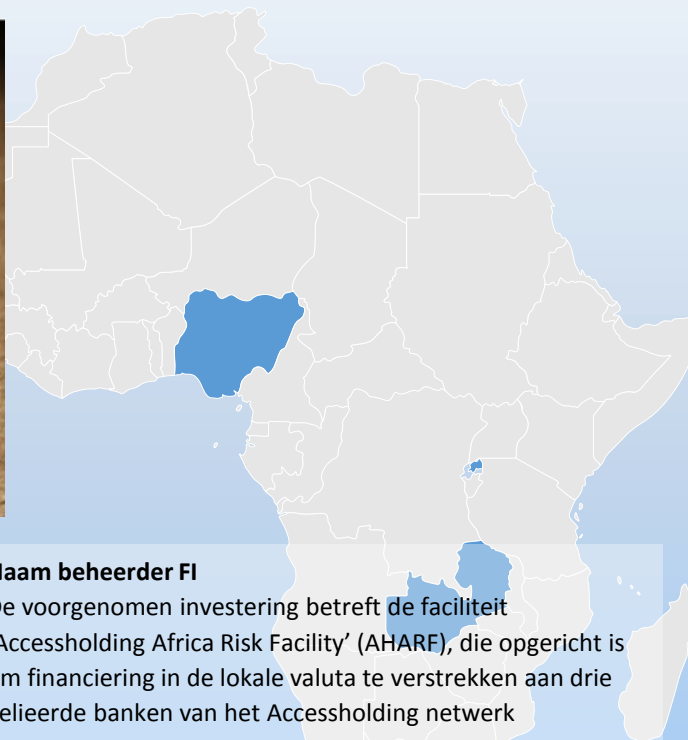 Naam beheerder FI
De voorgenomen investering betreft de faciliteit
'Accessholding Africa Risk Facility' (AHARF), die opgericht is
om financiering in de lokale valuta te verstrekken aan drie
gelieerde banken van het Accessholding netwerk